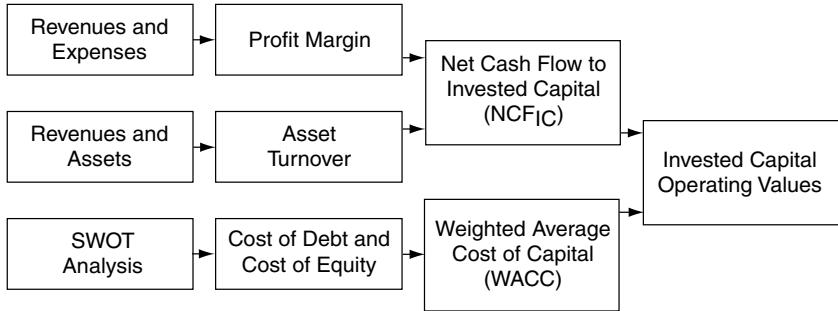 Revenues and
Expenses
Profit Margin
Net Cash Flow to
Invested Capital
(NCFIC)
Revenues and
Assets
Asset
Turnover
Invested Capital
Operating Values
SWOT
Analysis
Cost of Debt and
Cost of Equity
Weighted Average
Cost of Capital
(WACC)